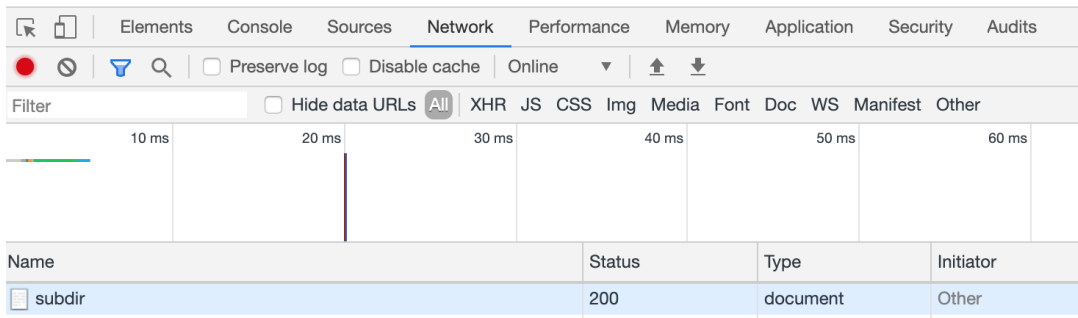 Elements Console Sources Network Performance Memory Application Security Audits
Preserve log Disable cache Online
Filter Hide data URLs All XHR JS CSS Img Media Font Doc WS Manifest Other
10 ms 20 ms 30 ms 40 ms 50 ms 60 ms
Name Status Type Initiator
subdir 200 document Other